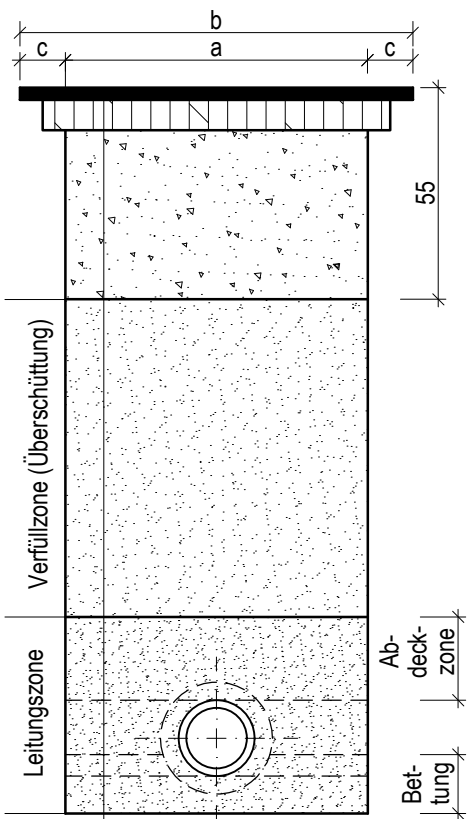 b
c a c
55
Verfüllzone (Überschüttung)
Leitungszone
Ab-
deck-
zone
Bet-
tung